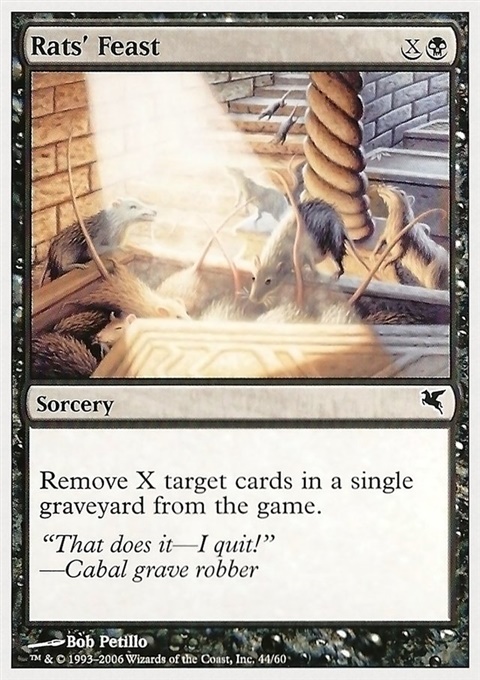 Rats' Feast X
Sorcery
Remove X target cards in a single
graveyard from the game.
“That does it—I quit!”
—Cabal grave robber
Bob Petillo
™ & © 1993–2006 Wizards of the Coast, Inc. 44/60